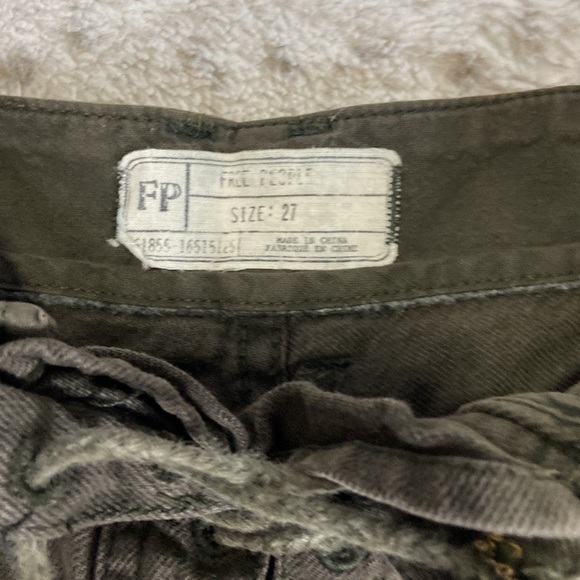 FP
FREE PEOPLE
SIZE: 27
MADE IN CHINA
FABRIQUE EN CHINE